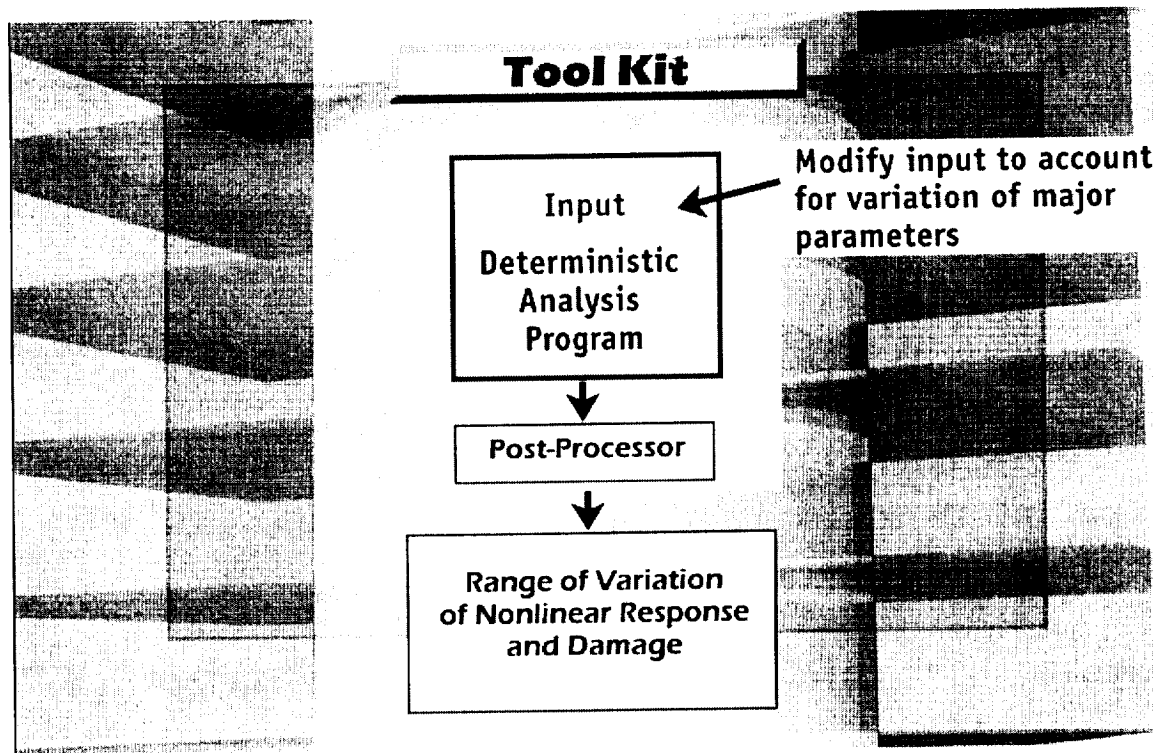 Tool Kit
Input
Deterministic
Analysis
Program
Modify input to account
for variation of major
parameters
Post-Processor
Range of Variation
of Nonlinear Response
and Damage